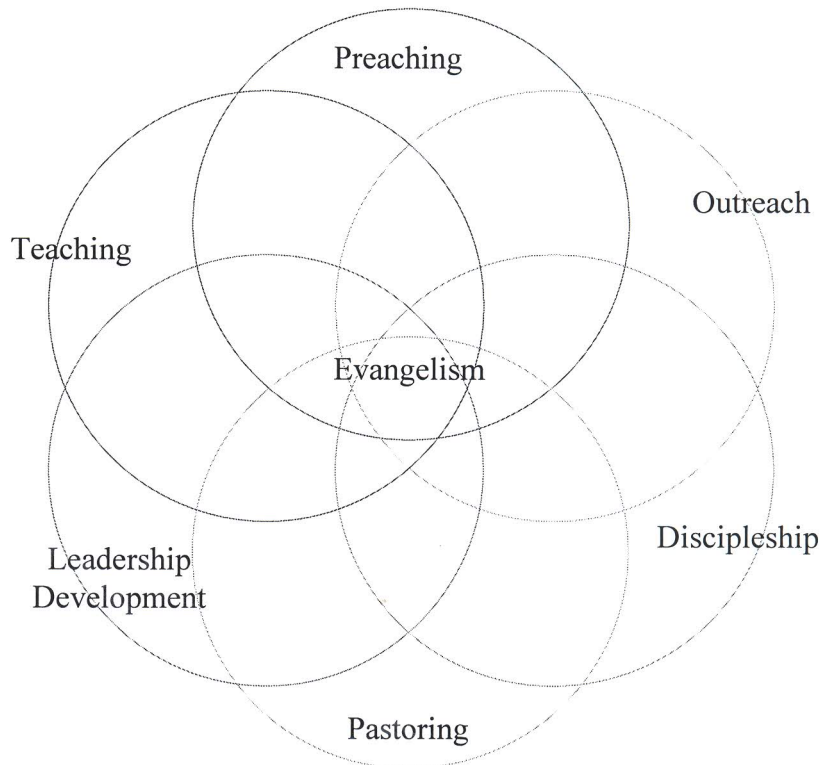 Preaching
Outreach
Teaching
Evangelism
Discipleship
Leadership
Development
Pastoring